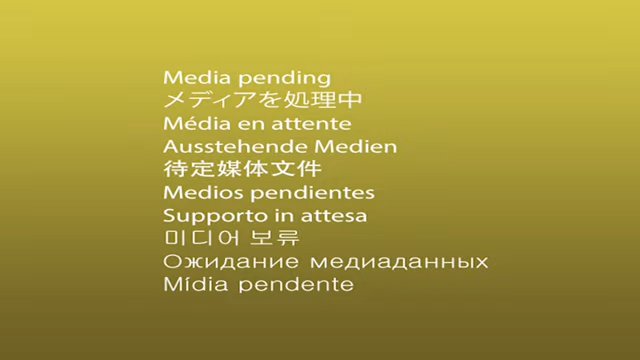 Media pending
メディアを処理中
Média en attente
Ausstehende Medien
待定媒体文件
Medios pendientes
Supporto in attesa
미디어 보류
Ожидание медиаданных
Mídia pendente